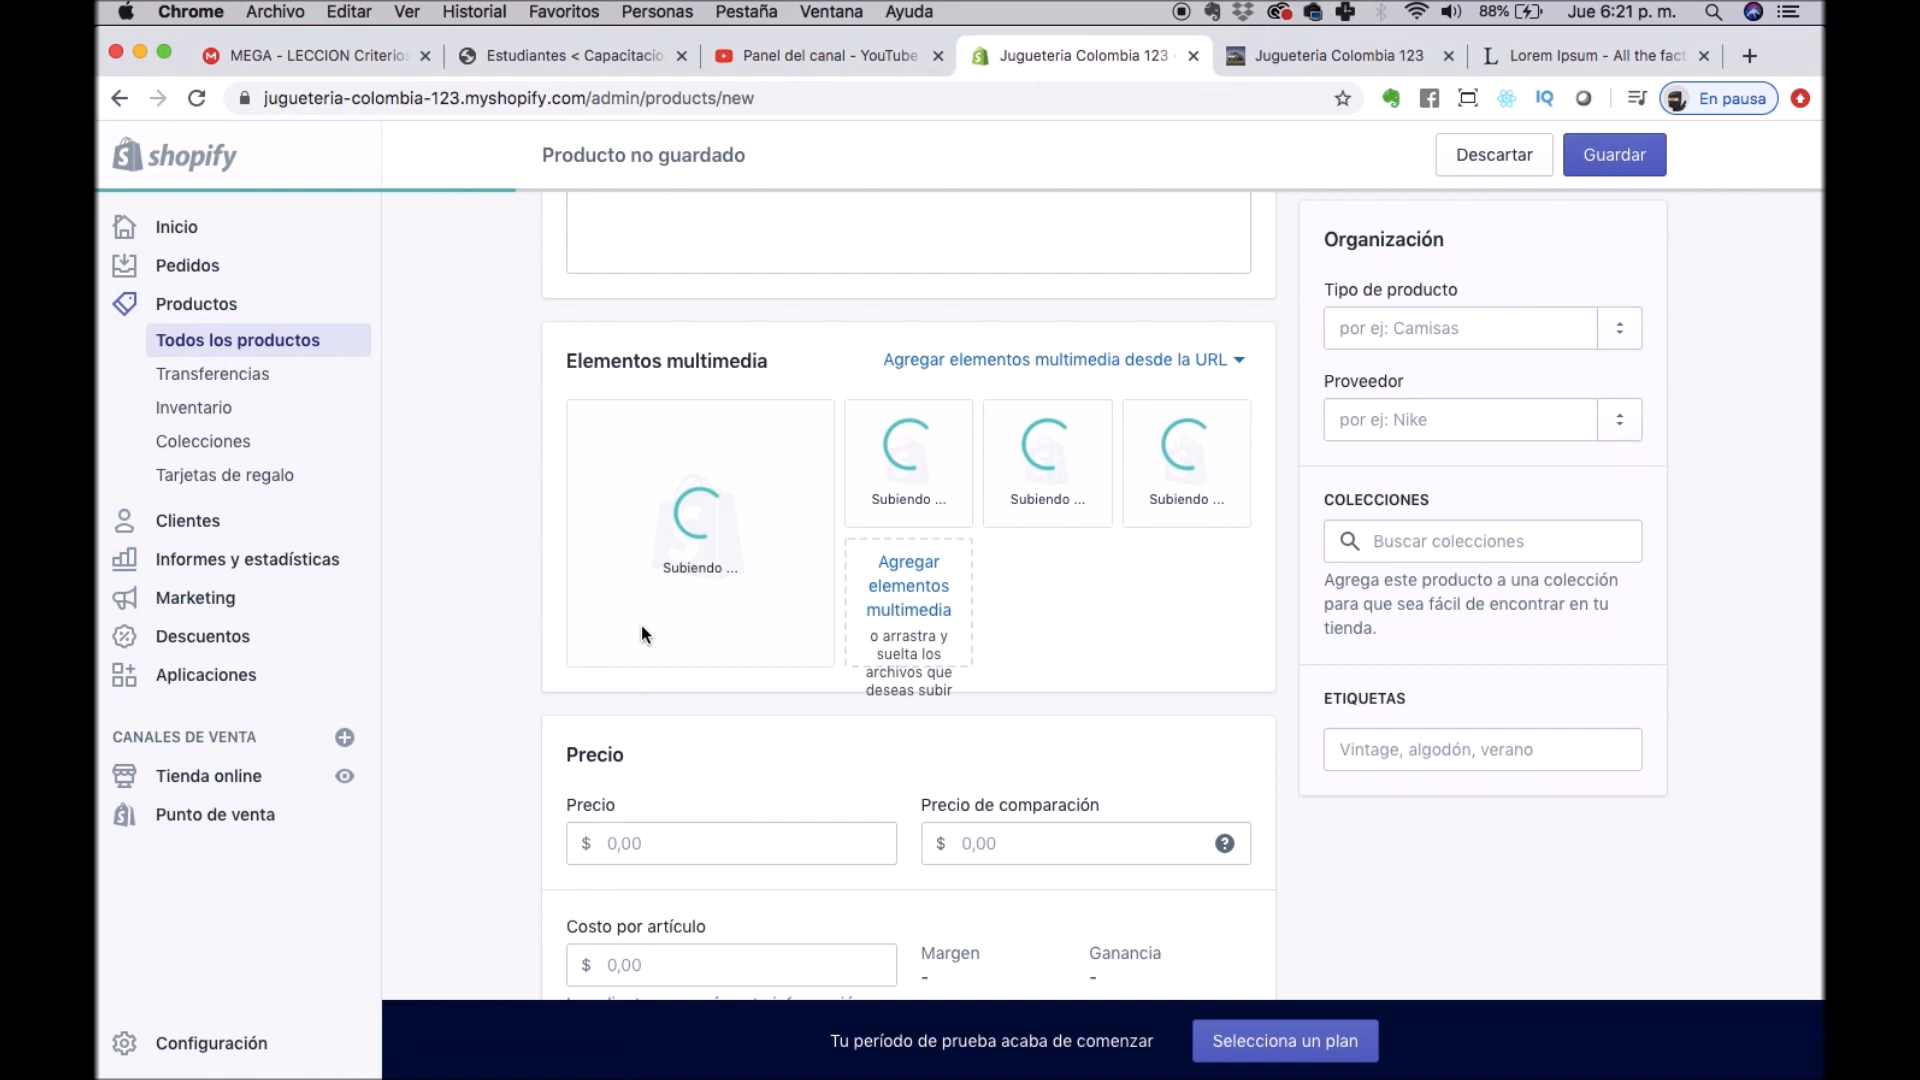 Chrome Archivo Editar Ver Historial Favoritos Personas Pestaña Ventana Ayuda 88% Jue 6:21 p. m.
MEGA - LECCION Criterios Estudiantes < Capacitacio Panel del canal - YouTube Jugueteria Colombia 123 Jugueteria Colombia 123 Lorem Ipsum - All the fact
jugueteria-colombia-123.myshopify.com/admin/products/new IQ En pausa
shopify
Producto no guardado
Descartar
Guardar
Inicio
Pedidos
Productos
Todos los productos
Transferencias
Inventario
Colecciones
Tarjetas de regalo
Clientes
Informes y estadísticas
Marketing
Descuentos
Aplicaciones
CANALES DE VENTA
Tienda online
Punto de venta
Configuración
Elementos multimedia
Agregar elementos multimedia desde la URL
Subiendo ...
Subiendo ...
Subiendo ...
Subiendo ...
Agregar
elementos
multimedia
o arrastra y
suelta los
archivos que
deseas subir
Precio
Precio
$ 0,00
Precio de comparación
$ 0,00
Costo por artículo
$ 0,00
Margen
-
Ganancia
-
Organización
Tipo de producto
por ej: Camisas
Proveedor
por ej: Nike
COLECCIONES
Buscar colecciones
Agrega este producto a una colección
para que sea fácil de encontrar en tu
tienda.
ETIQUETAS
Vintage, algodón, verano
Tu período de prueba acaba de comenzar
Selecciona un plan